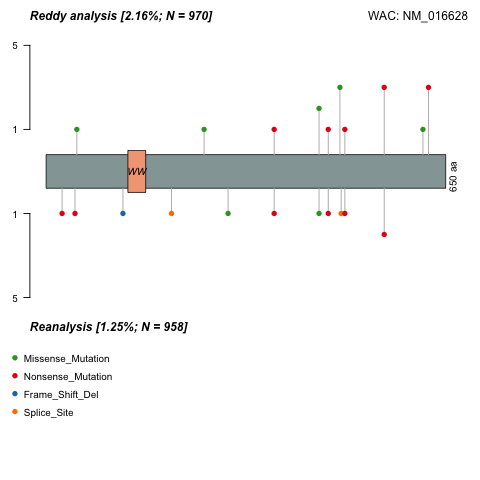 Reddy analysis [2.16%; N = 970]
WAC: NM_016628
5
1
WW
650 aa
1
5
Reanalysis [1.25%; N = 958]
Missense_Mutation
Nonsense_Mutation
Frame_Shift_Del
Splice_Site